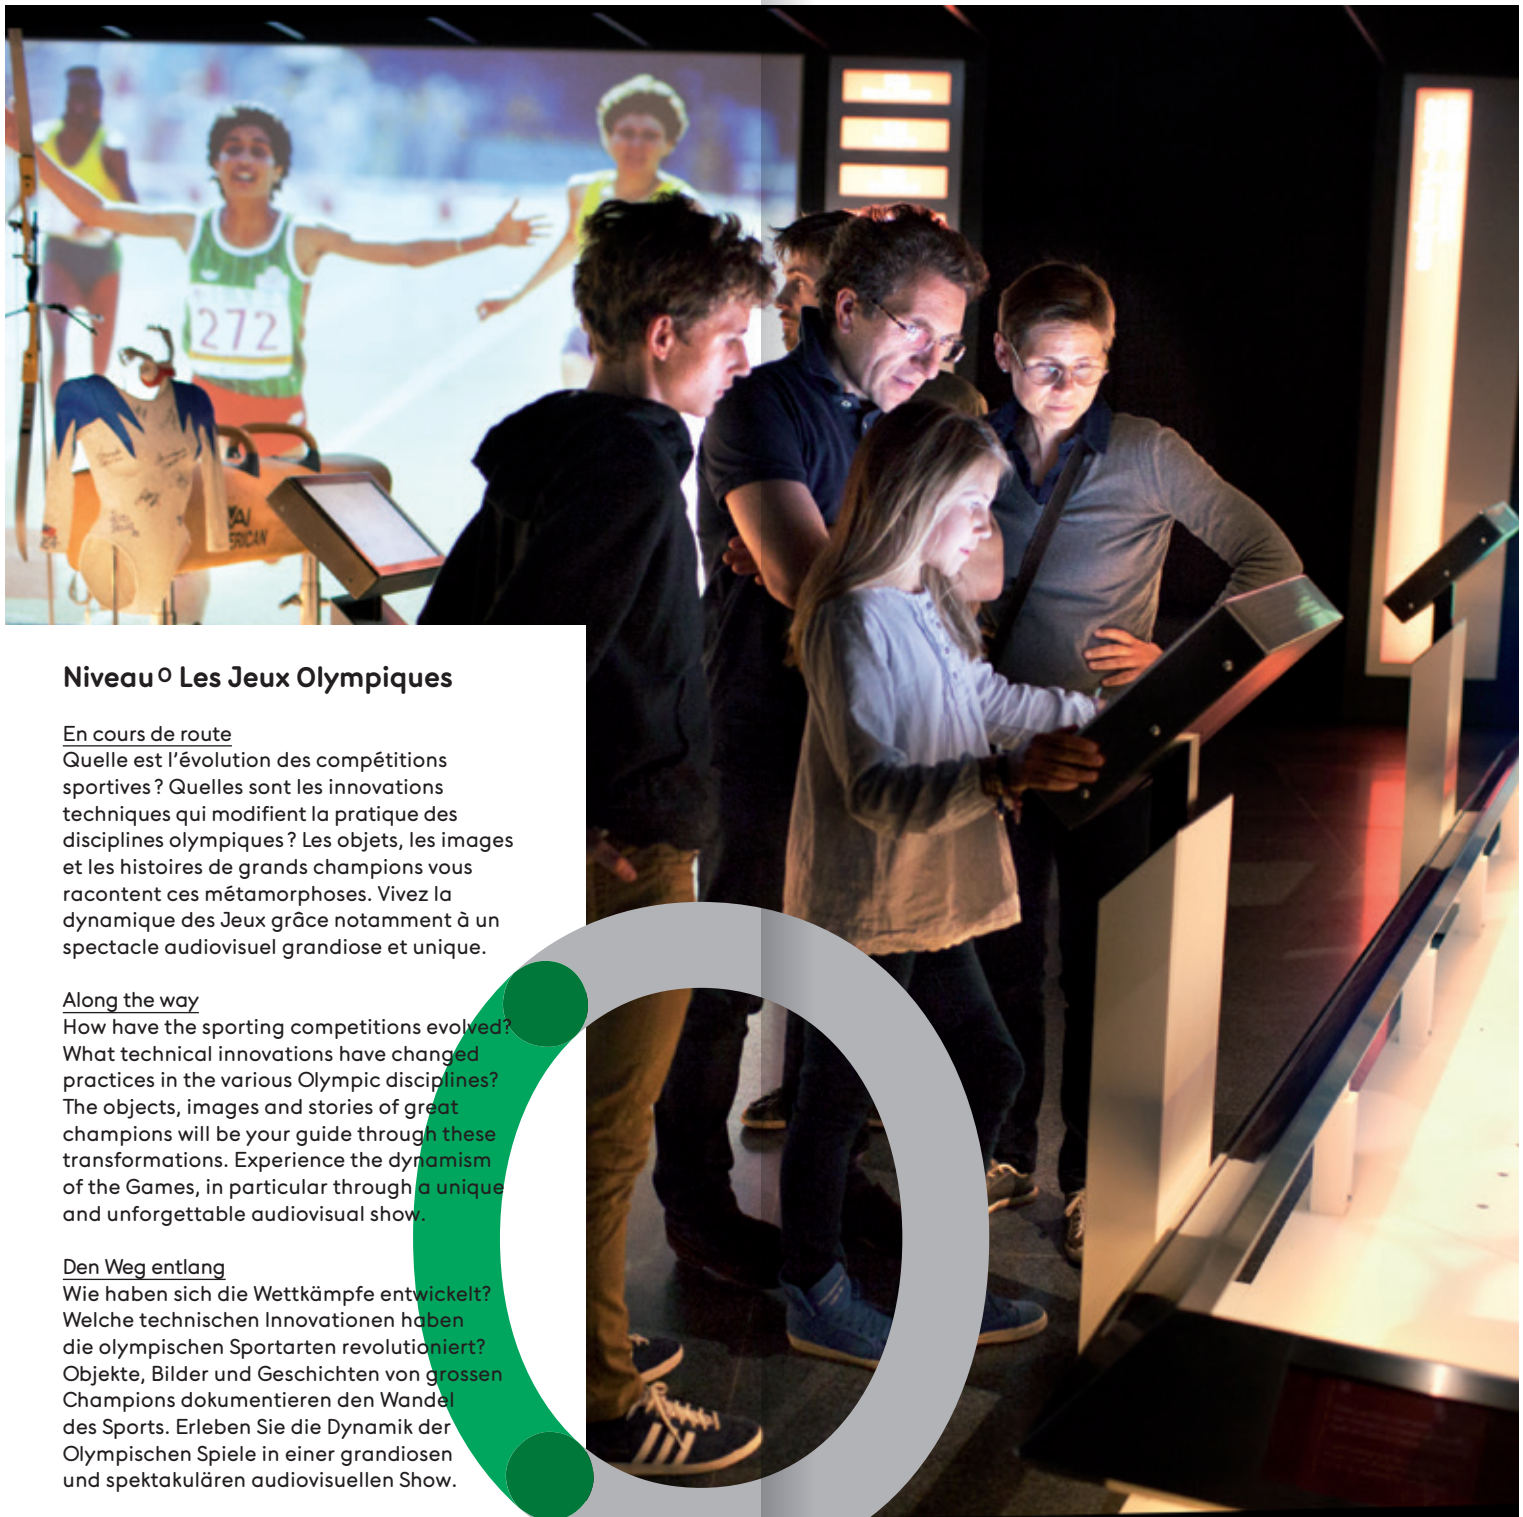 272
AI
ERICAN
Niveau 0 Les Jeux Olympiques
En cours de route
Quelle est l’évolution des compétitions
sportives ? Quelles sont les innovations
techniques qui modifient la pratique des
disciplines olympiques ? Les objets, les images
et les histoires de grands champions vous
racontent ces métamorphoses. Vivez la
dynamique des Jeux grâce notamment à un
spectacle audiovisuel grandiose et unique.
Along the way
How have the sporting competitions evolved?
What technical innovations have changed
practices in the various Olympic disciplines?
The objects, images and stories of great
champions will be your guide through these
transformations. Experience the dynamism
of the Games, in particular through a unique
and unforgettable audiovisual show.
Den Weg entlang
Wie haben sich die Wettkämpfe entwickelt?
Welche technischen Innovationen haben
die olympischen Sportarten revolutioniert?
Objekte, Bilder und Geschichten von grossen
Champions dokumentieren den Wandel
des Sports. Erleben Sie die Dynamik der
Olympischen Spiele in einer grandiosen
und spektakulären audiovisuellen Show.